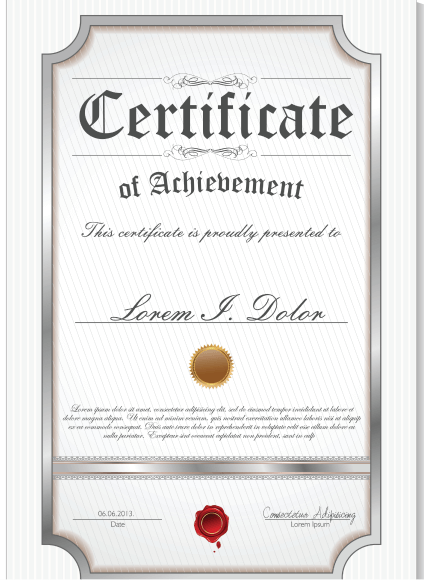 Certificate
of Achievement
This certificate is proudly presented to
Lorem I. Dolor
Lorem ipsum dolor sit amet, consectetur adipisicing elit, sed do eiusmod tempor incididunt ut labore et
dolore magna aliqua. Ut enim ad minim veniam, quis nostrud exercitation ullamco laboris nisi ut aliquip
ex ea commodo consequat. Duis aute irure dolor in reprehenderit in voluptate velit esse cillum dolore eu
nulla pariatur. Excepteur sint occaecat cupidatat non proident, sunt in culp
06.06.2013.
Date
Consectetur Adipisicing
Lorem Ipsum